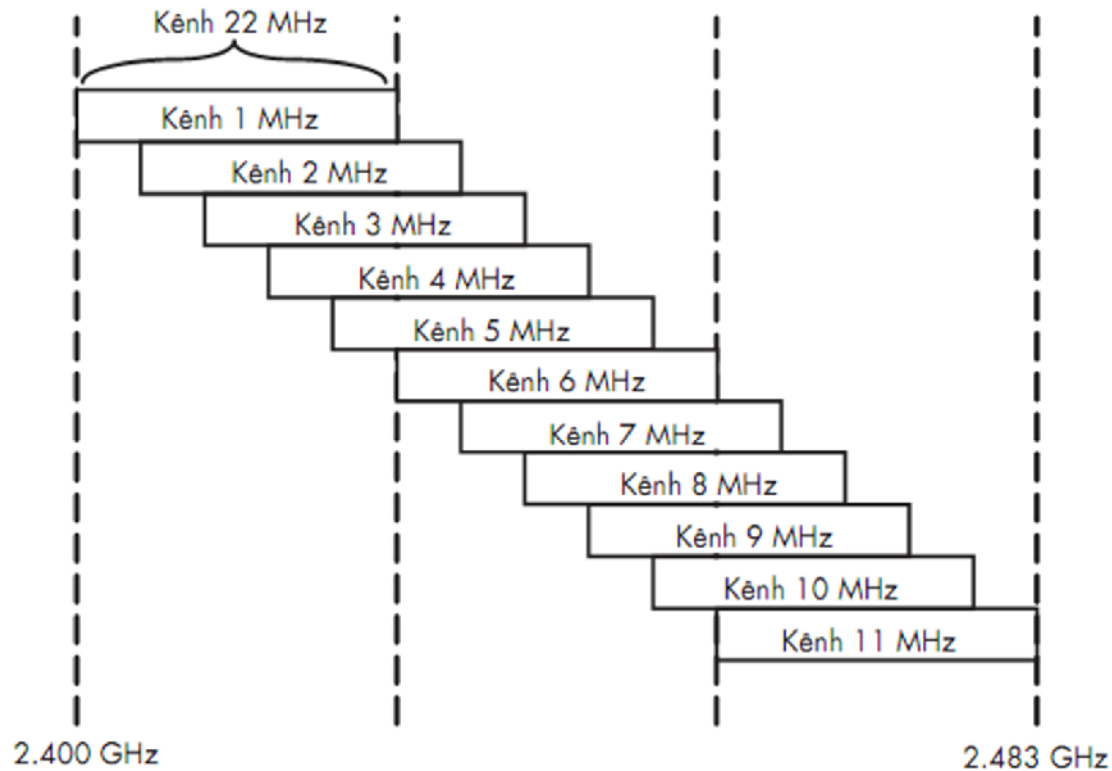 Kênh 22 MHz
Kênh 1 MHz
Kênh 2 MHz
Kênh 3 MHz
Kênh 4 MHz
Kênh 5 MHz
Kênh 6 MHz
Kênh 7 MHz
Kênh 8 MHz
Kênh 9 MHz
Kênh 10 MHz
Kênh 11 MHz
2.400 GHz
2.483 GHz